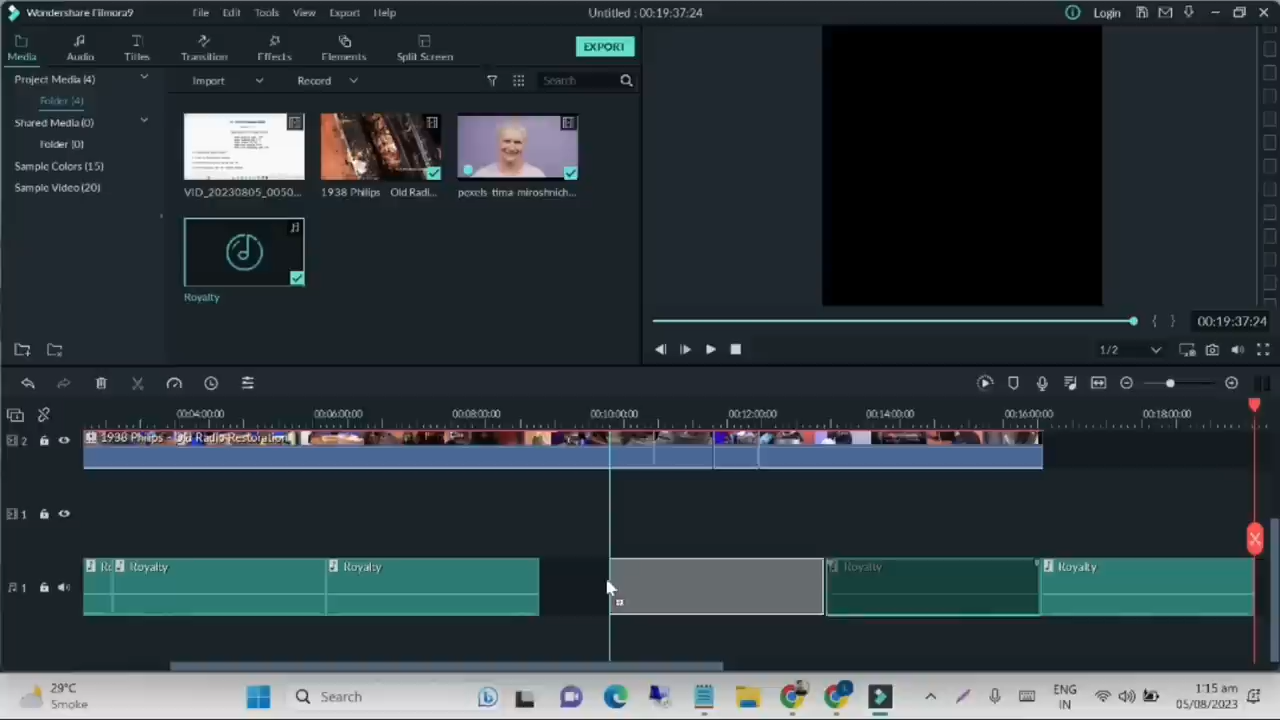 Wondershare Filmora9
File Edit Tools View Export Help
Untitled : 00:19:37:24
Login
Media
Audio
Titles
Transition
Effects
Elements
Split Screen
EXPORT
Project Media (4)
Folder (4)
Shared Media (0)
Folder (0)
Sample Colors (15)
Sample Video (20)
Import
Record
Search
VID_20230805_0050...
1938 Philips Old Radi...
pexels tima miroshnich...
Royalty
{ }
00:19:37:24
1/2
00:04:00:00
00:06:00:00
00:08:00:00
00:10:00:00
00:12:00:00
00:14:00:00
00:16:00:00
00:18:00:00
2
1938 Philips - Old Radio Restoration
1
1
Rc
Royalty
Royalty
Royalty
Royalty
29°C
Smoke
Search
ENG
IN
1:15 am
05/08/2023